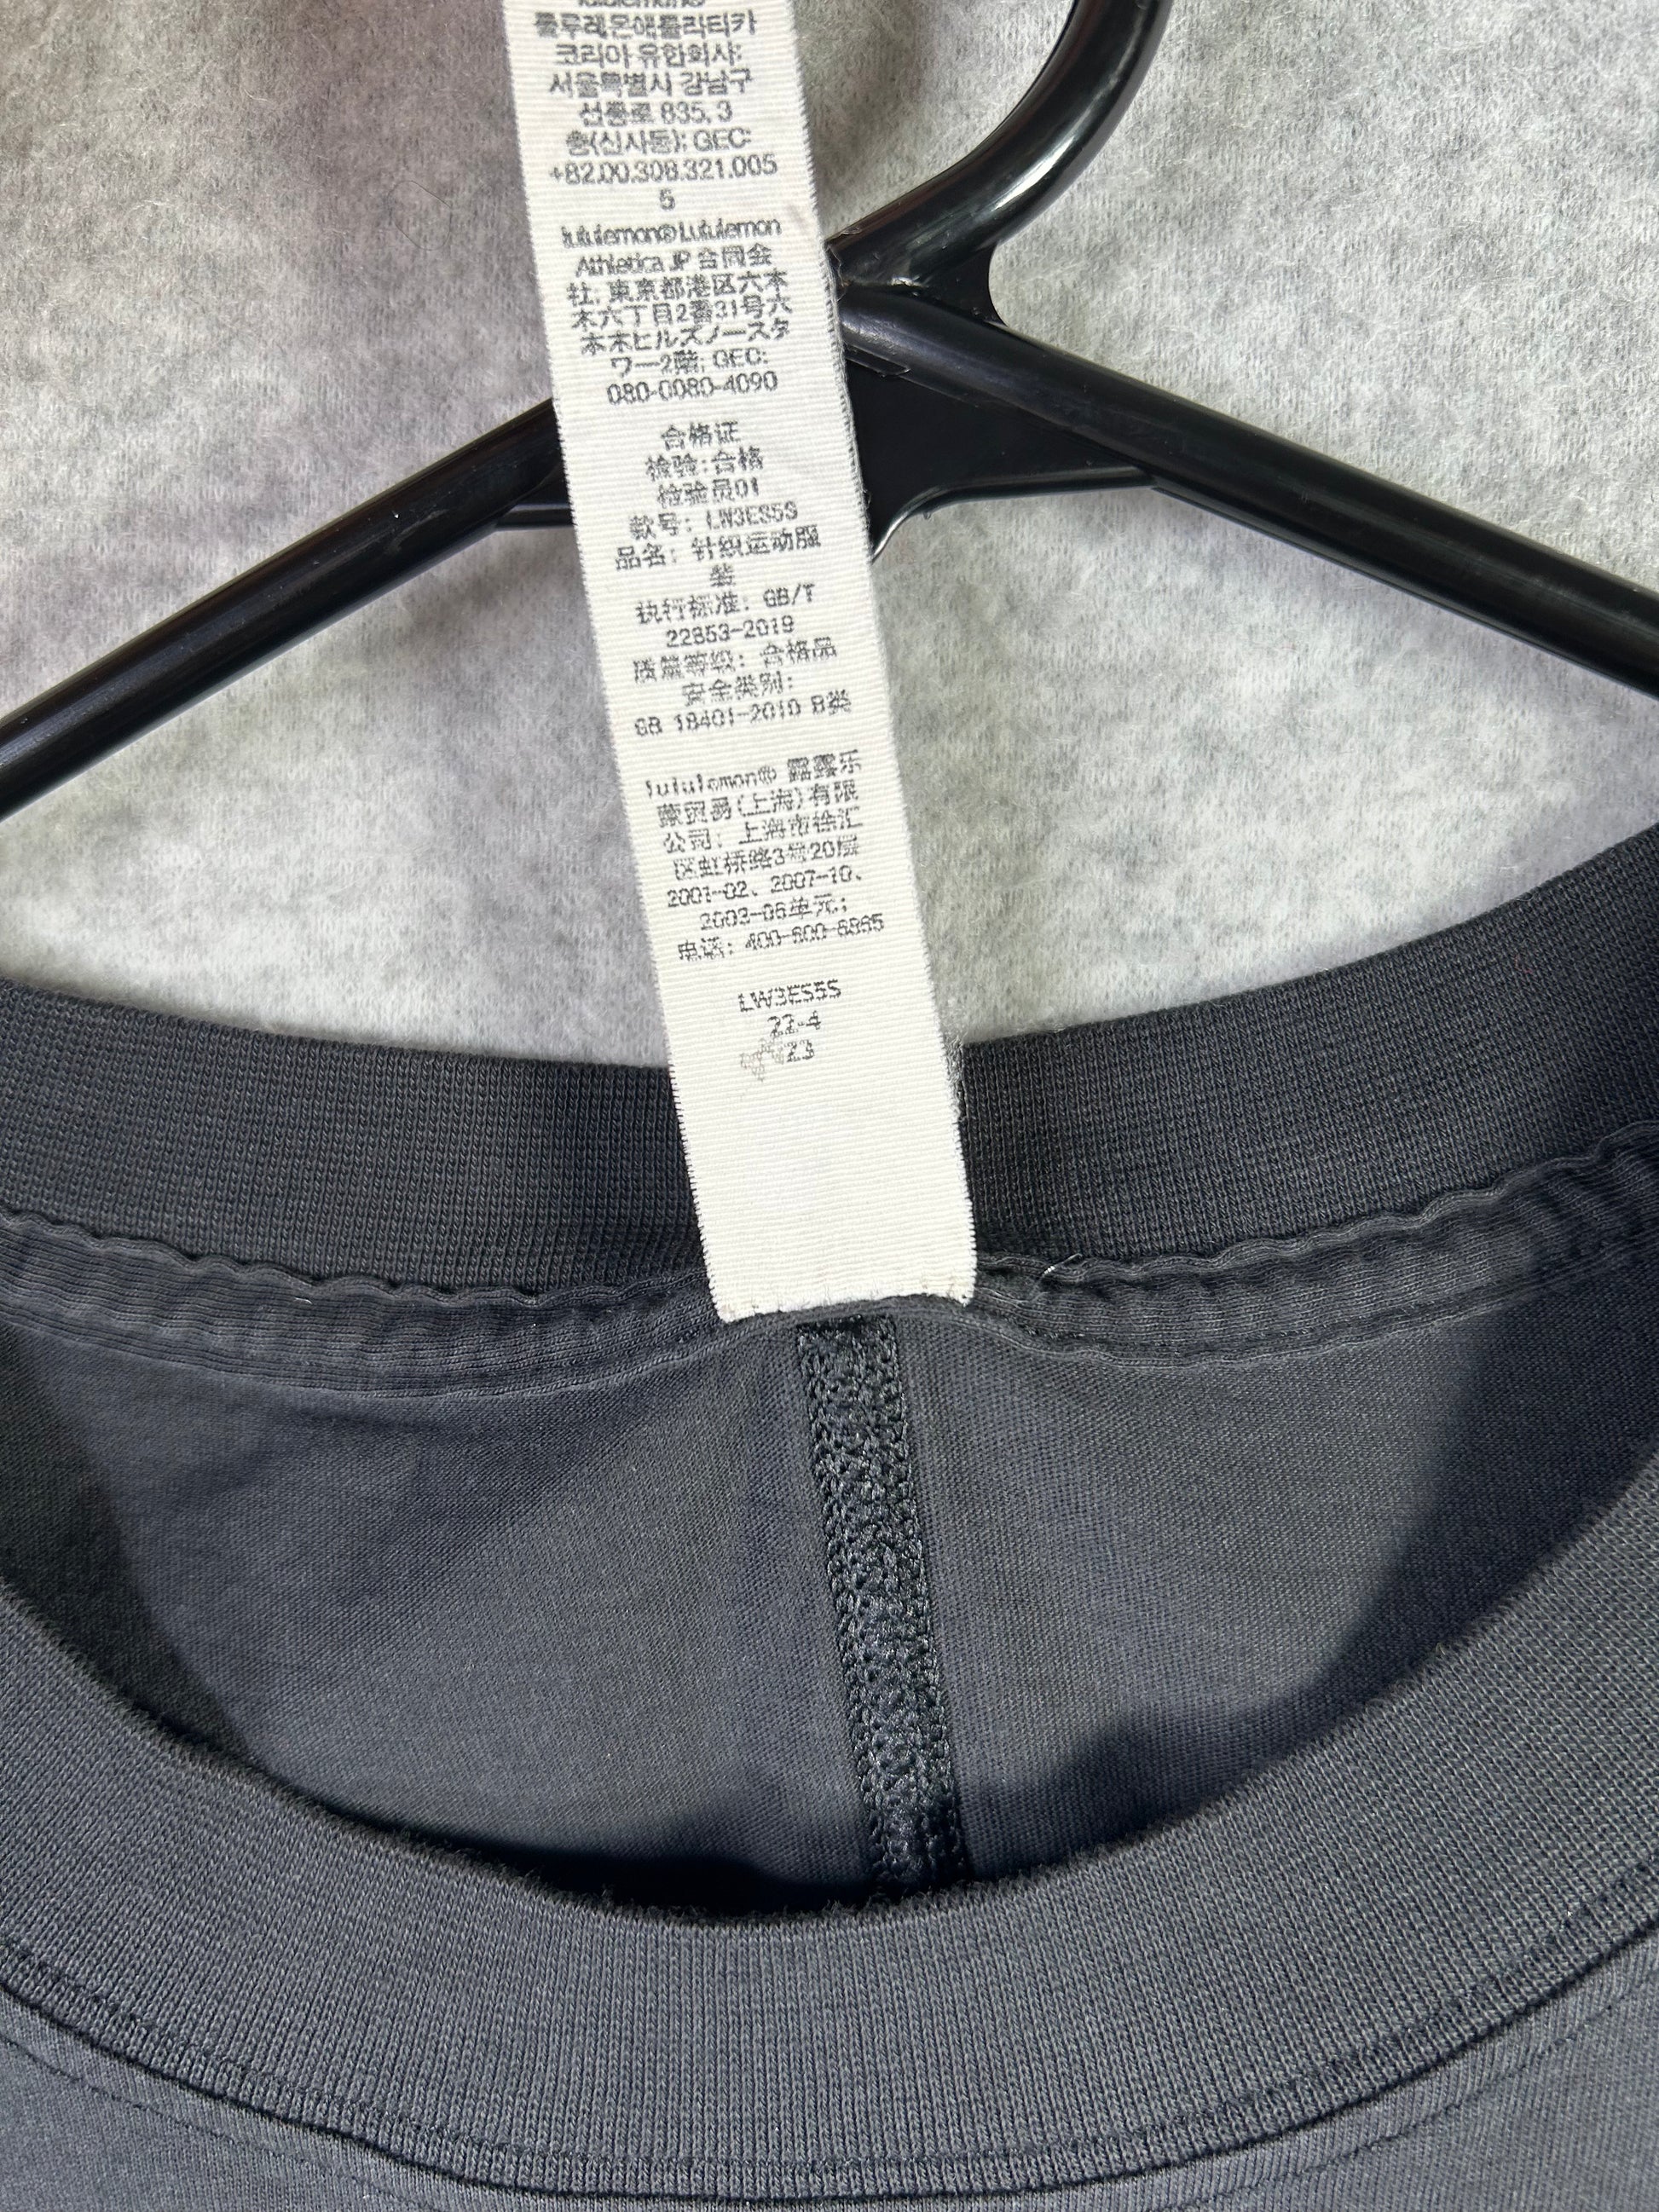 lululemon®
룰루레몬애틀라티카
코리아 유한회사:
서울특별시 강남구
선릉로 835, 3
층(신사동); GEC:
+82.00.308.321.005
5
lululemon® Lululemon
Athletica JP 合同会
社, 東京都港区六本
木六丁目2番31号六
本木ヒルズノースタ
ワー2階; GEC:
080-0080-4090
合格证
检验:合格
检验员01
款号: LW3ES5S
品名: 针织运动服
装
执行标准: GB/T
22853-2019
质量等级: 合格品
安全类别:
GB 18401-2010 B类
lululemon® 露露乐
蒙贸易(上海)有限
公司: 上海市徐汇
区虹桥路3号20层
2001-02、2007-10、
2003-06单元;
电话: 400-600-6865
LW3ES5S
22-4
23